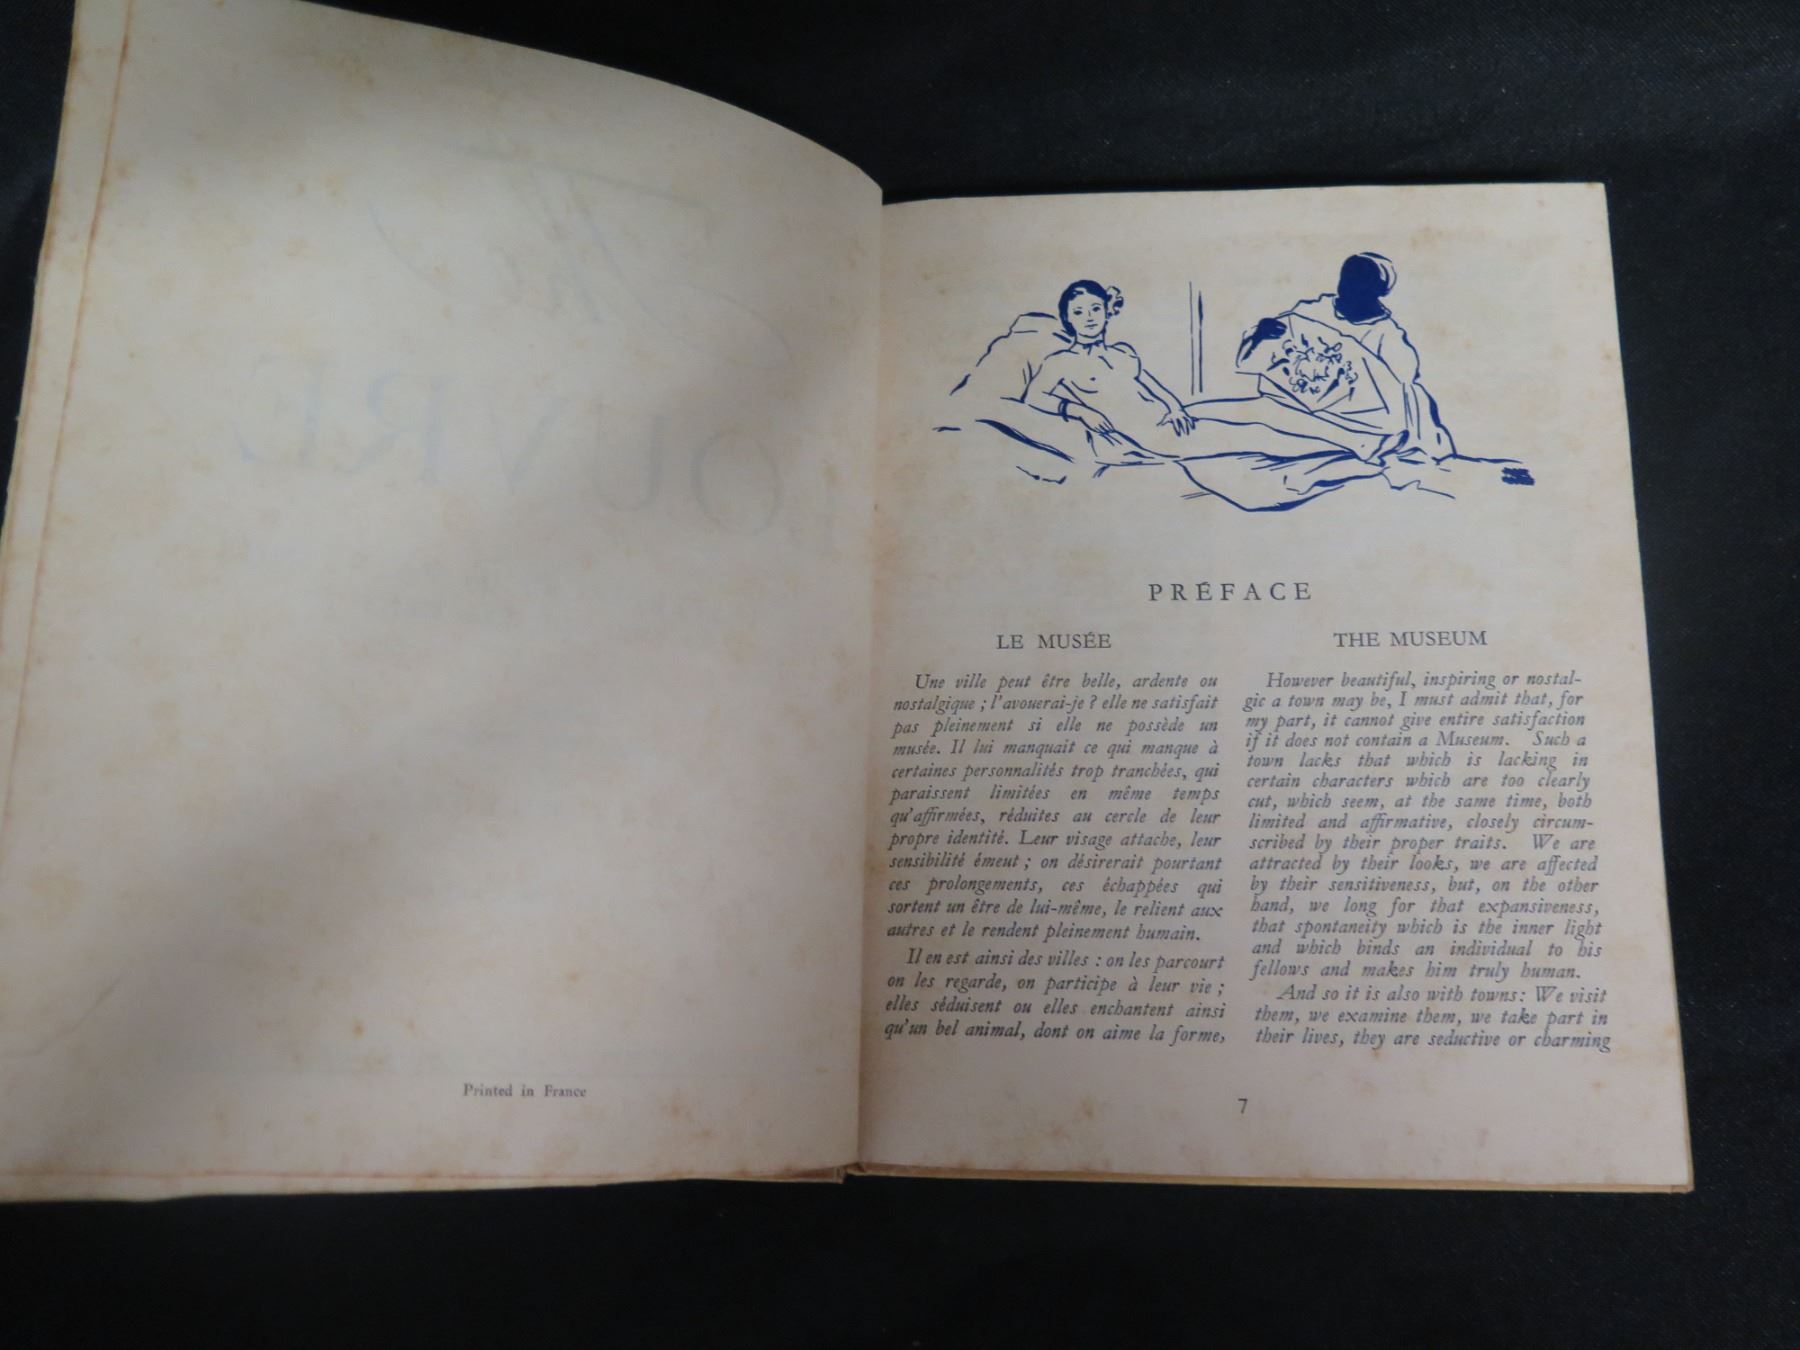 The
LOUVRE
Printed in France
PRÉFACE
LE MUSÉE
Une ville peut être belle, ardente ou
nostalgique ; l'avouerai-je ? elle ne satisfait
pas pleinement si elle ne possède un
musée. Il lui manquait ce qui manque à
certaines personnalités trop tranchées, qui
paraissent limitées en même temps
qu'affirmées, réduites au cercle de leur
propre identité. Leur visage attache, leur
sensibilité émeut ; on désirerait pourtant
ces prolongements, ces échappées qui
sortent un être de lui-même, le relient aux
autres et le rendent pleinement humain.
Il en est ainsi des villes : on les parcourt
on les regarde, on participe à leur vie ;
elles séduisent ou elles enchantent ainsi
qu'un bel animal, dont on aime la forme,
THE MUSEUM
However beautiful, inspiring or nostal-
gic a town may be, I must admit that, for
my part, it cannot give entire satisfaction
if it does not contain a Museum. Such a
town lacks that which is lacking in
certain characters which are too clearly
cut, which seem, at the same time, both
limited and affirmative, closely circum-
scribed by their proper traits. We are
attracted by their looks, we are affected
by their sensitiveness, but, on the other
hand, we long for that expansiveness,
that spontaneity which is the inner light
and which binds an individual to his
fellows and makes him truly human.
And so it is also with towns: We visit
them, we examine them, we take part in
their lives, they are seductive or charming
7